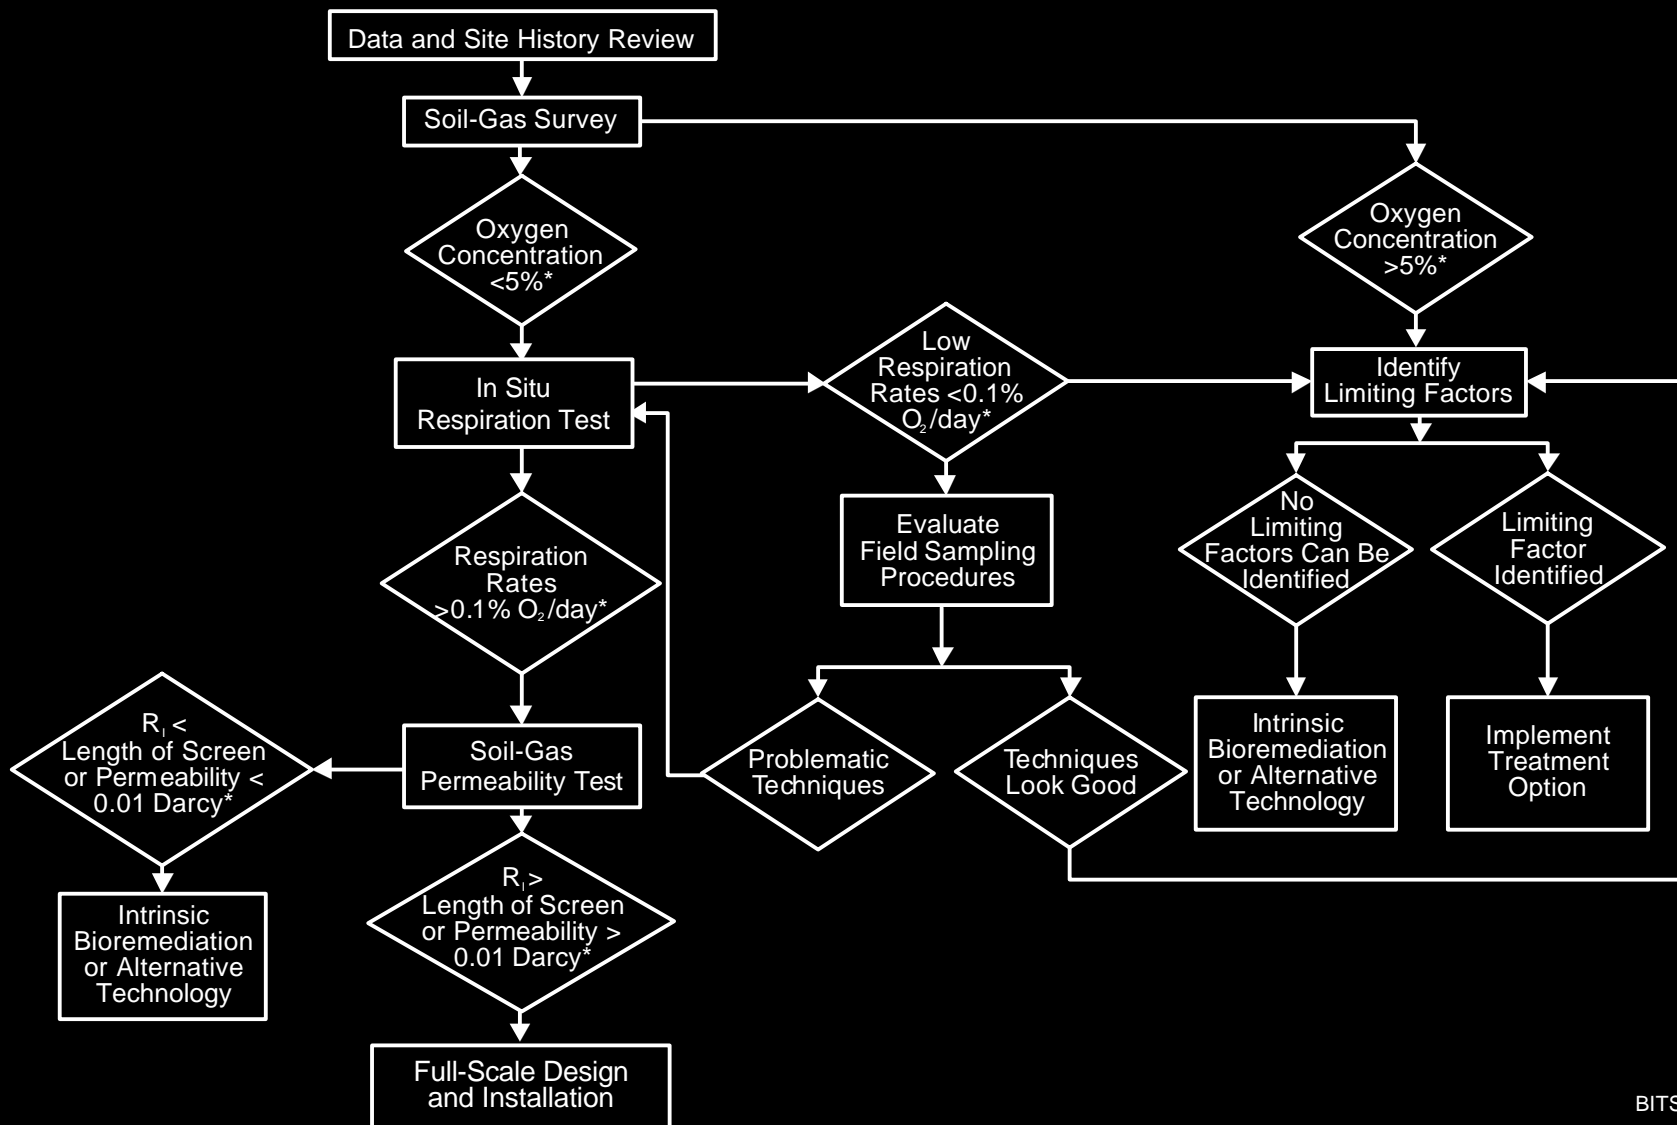 Data and Site History Review
Soil-Gas Survey
Oxygen
Concentration
<5%*
Oxygen
Concentration
>5%*
In Situ
Respiration Test
Low
Respiration
Rates <0.1%
O₂/day*
Identify
Limiting Factors
Respiration
Rates
>0.1% O₂/day*
Evaluate
Field Sampling
Procedures
No
Limiting
Factors Can Be
Identified
Limiting
Factor
Identified
R₁ <
Length of Screen
or Permeability <
0.01 Darcy*
Soil-Gas
Permeability Test
Problematic
Techniques
Techniques
Look Good
Intrinsic
Bioremediation
or Alternative
Technology
Implement
Treatment
Option
Intrinsic
Bioremediation
or Alternative
Technology
R₁ >
Length of Screen
or Permeability >
0.01 Darcy*
Full-Scale Design
and Installation
BITS